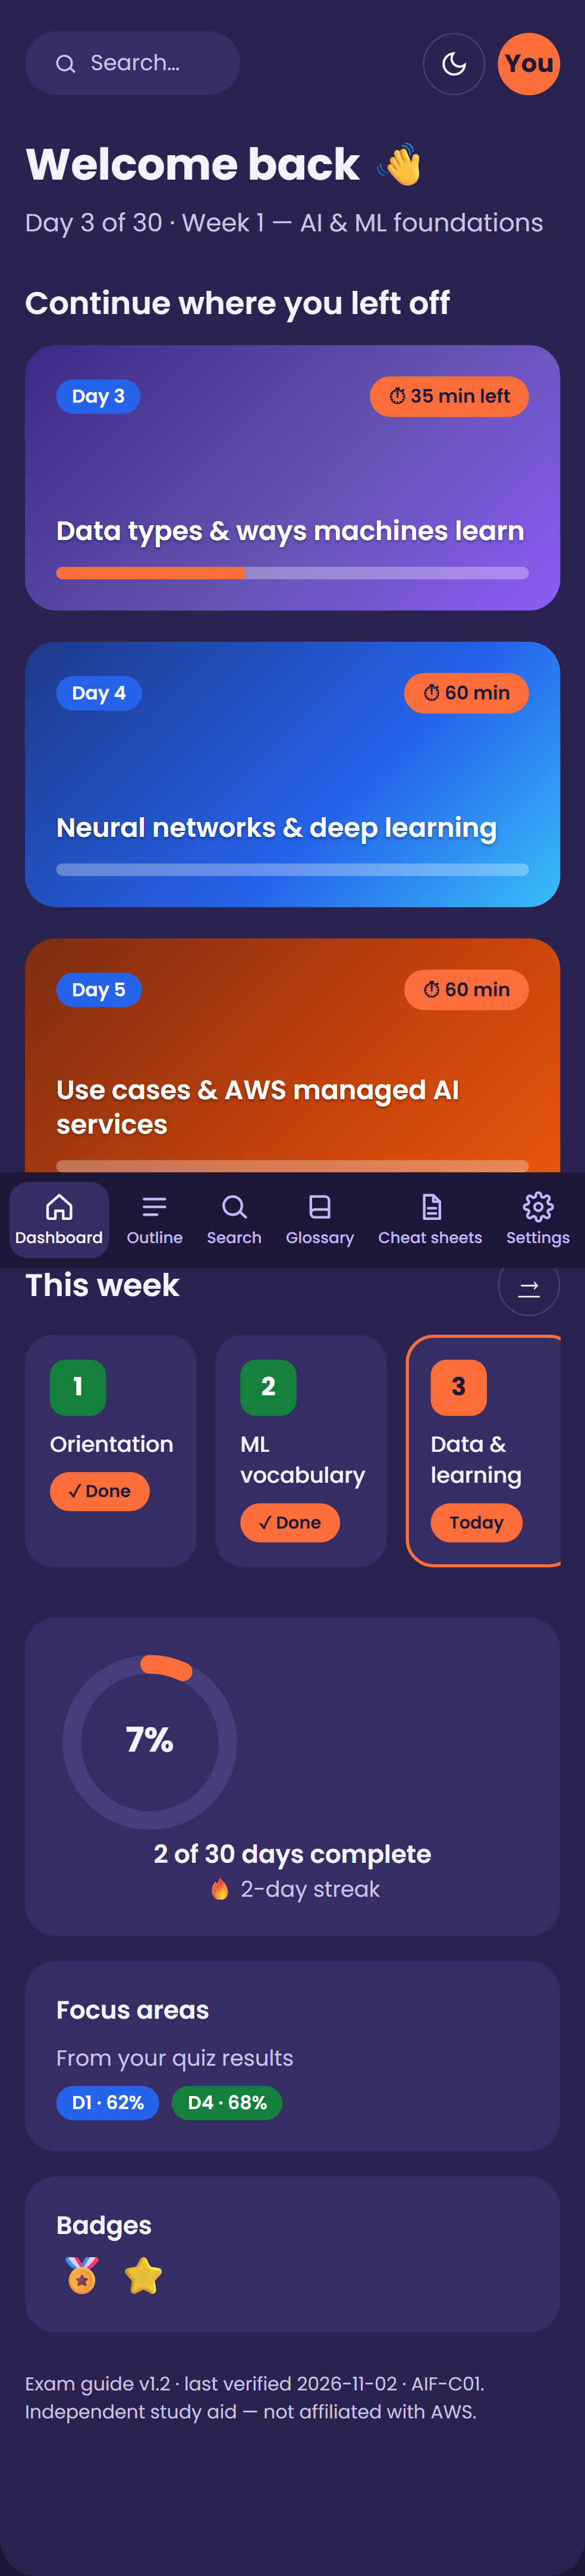 Search...
You
Welcome back 👋
Day 3 of 30 · Week 1 — AI & ML foundations
Continue where you left off
Day 3
⏱ 35 min left
Data types & ways machines learn
Day 4
⏱ 60 min
Neural networks & deep learning
Day 5
⏱ 60 min
Use cases & AWS managed AI
services
Dashboard
Outline
Search
Glossary
Cheat sheets
Settings
This week
→
1
Orientation
✓ Done
2
ML
vocabulary
✓ Done
3
Data &
learning
Today
7%
2 of 30 days complete
🔥 2-day streak
Focus areas
From your quiz results
D1 · 62%
D4 · 68%
Badges
Exam guide v1.2 · last verified 2026-11-02 · AIF-C01.
Independent study aid — not affiliated with AWS.